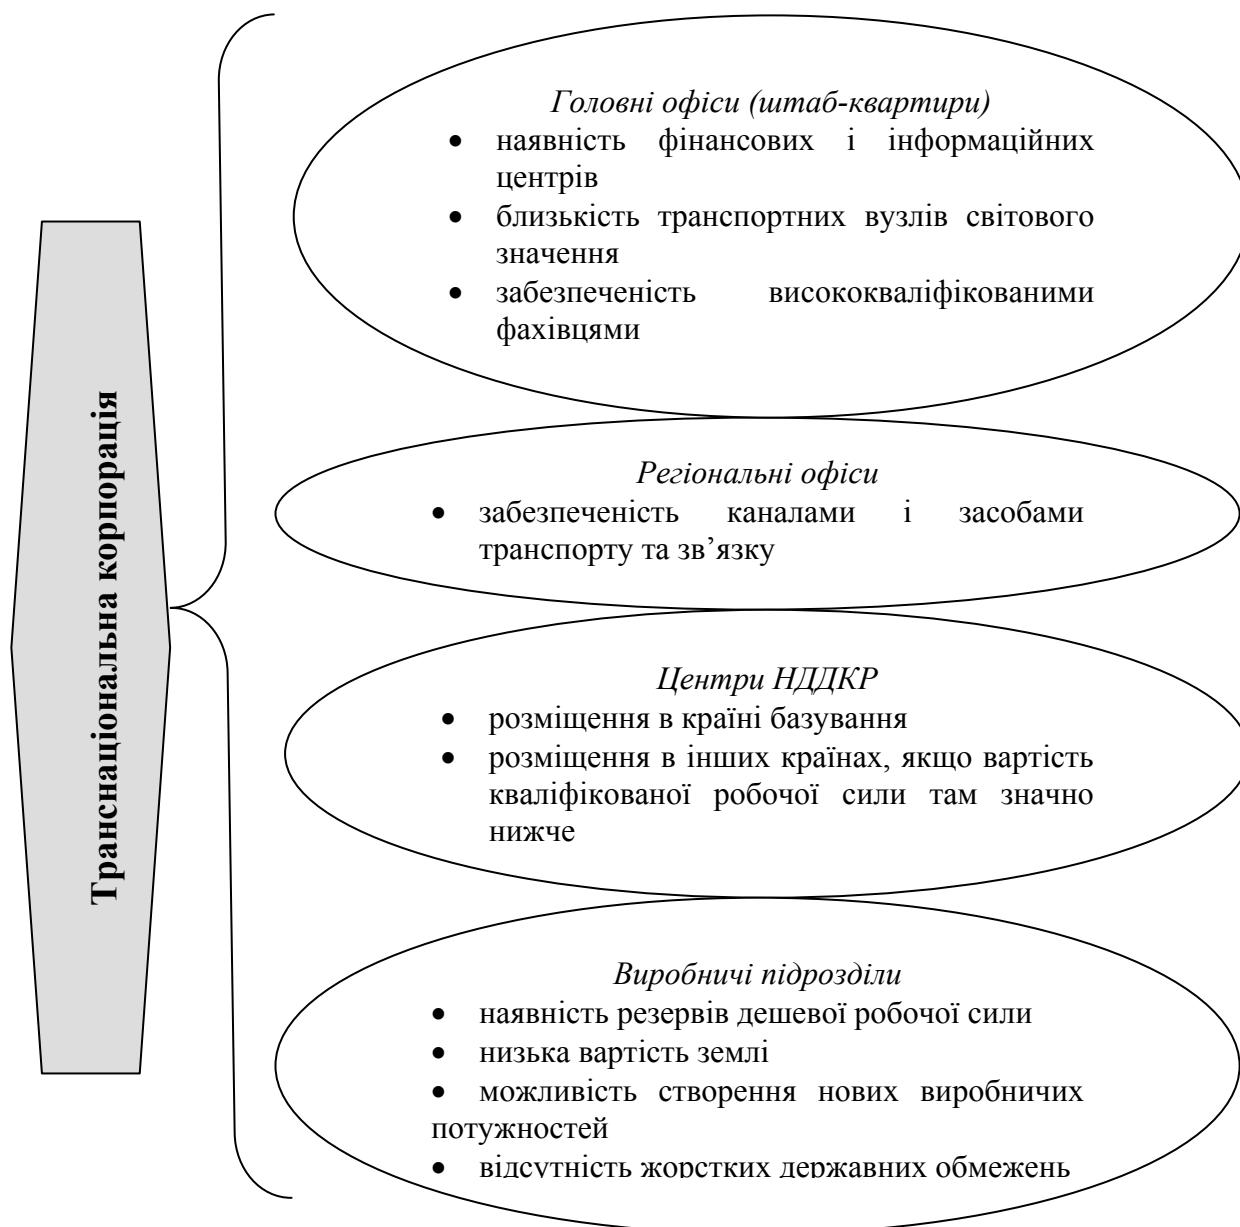 Транснаціональна корпорація
Головні офіси (штаб-квартири)
• наявність фінансових і інформаційних
центрів
• близькість транспортних вузлів світового
значення
• забезпеченість висококваліфікованими
фахівцями
Регіональні офіси
• забезпеченість каналами і засобами
транспорту та зв’язку
Центри НДДКР
• розміщення в країні базування
• розміщення в інших країнах, якщо вартість
кваліфікованої робочої сили там значно
нижче
Виробничі підрозділи
• наявність резервів дешевої робочої сили
• низька вартість землі
• можливість створення нових виробничих
потужностей
• відсутність жорстких державних обмежень